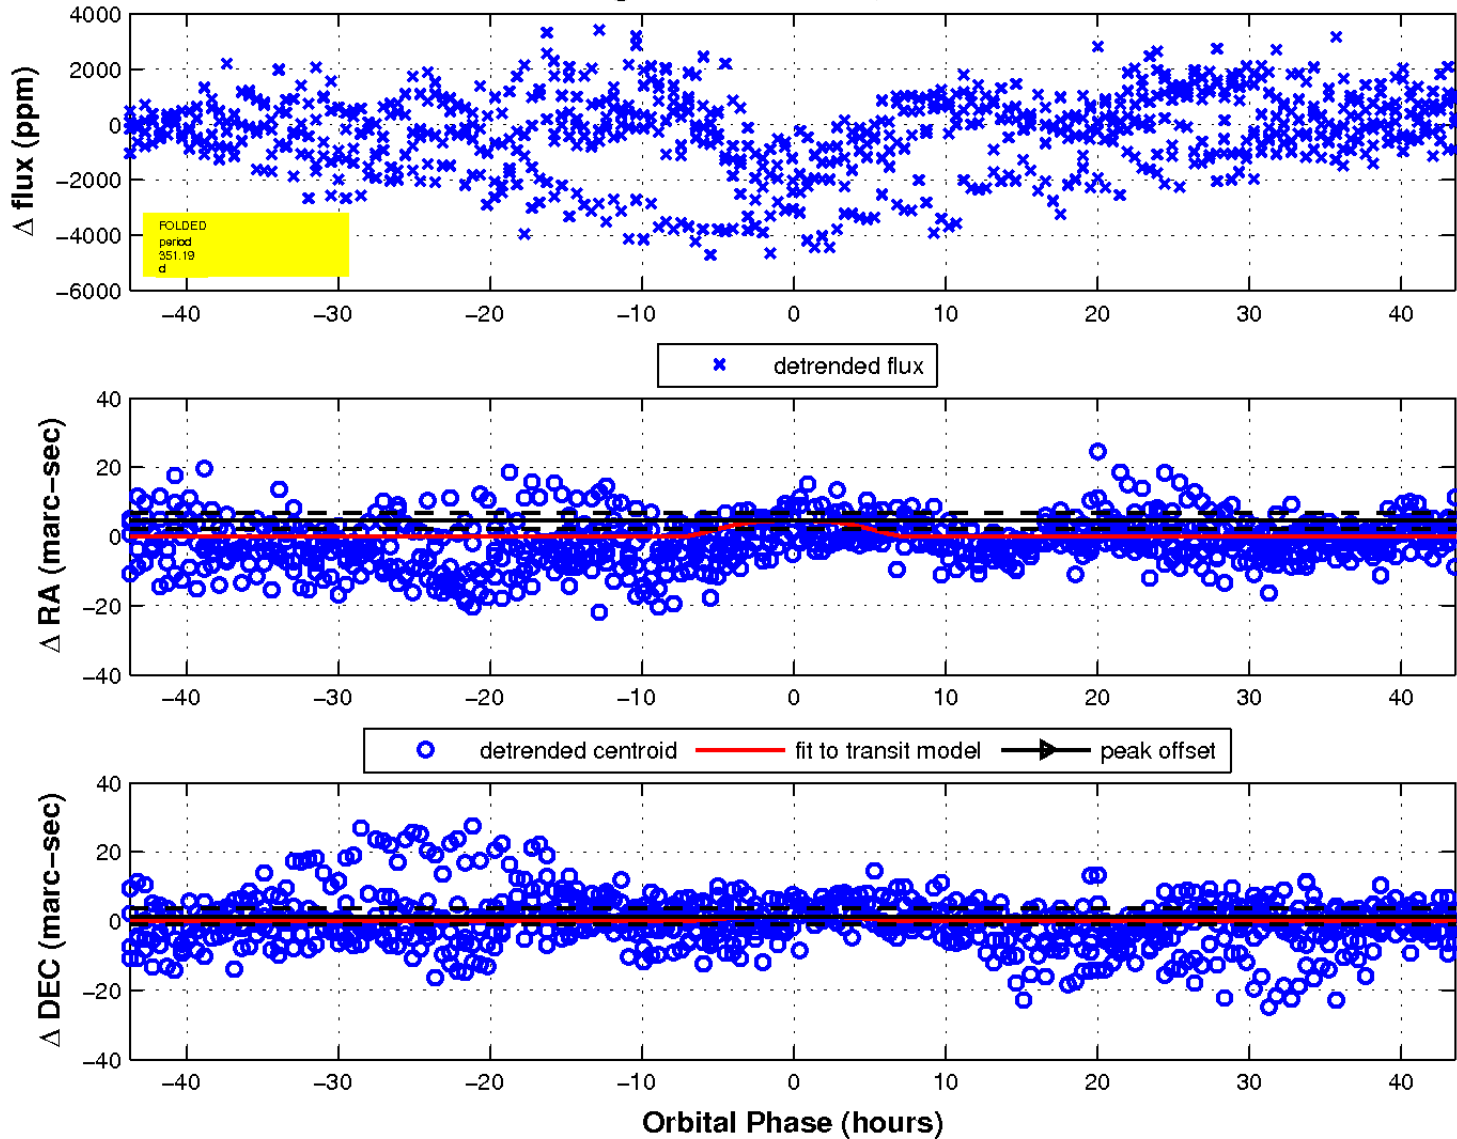 4000
2000
0
−2000
−4000
−6000
Δ flux (ppm)
FOLDED
period
351.19
d
−40 −30 −20 −10 0 10 20 30 40
detrended flux
40
20
0
−20
−40
Δ RA (marc−sec)
−40 −30 −20 −10 0 10 20 30 40
detrended centroid fit to transit model peak offset
40
20
0
−20
−40
Δ DEC (marc−sec)
−40 −30 −20 −10 0 10 20 30 40
Orbital Phase (hours)